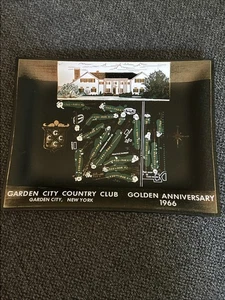 GARDEN CITY COUNTRY CLUB
GARDEN CITY, NEW YORK
GOLDEN ANNIVERSARY
1966